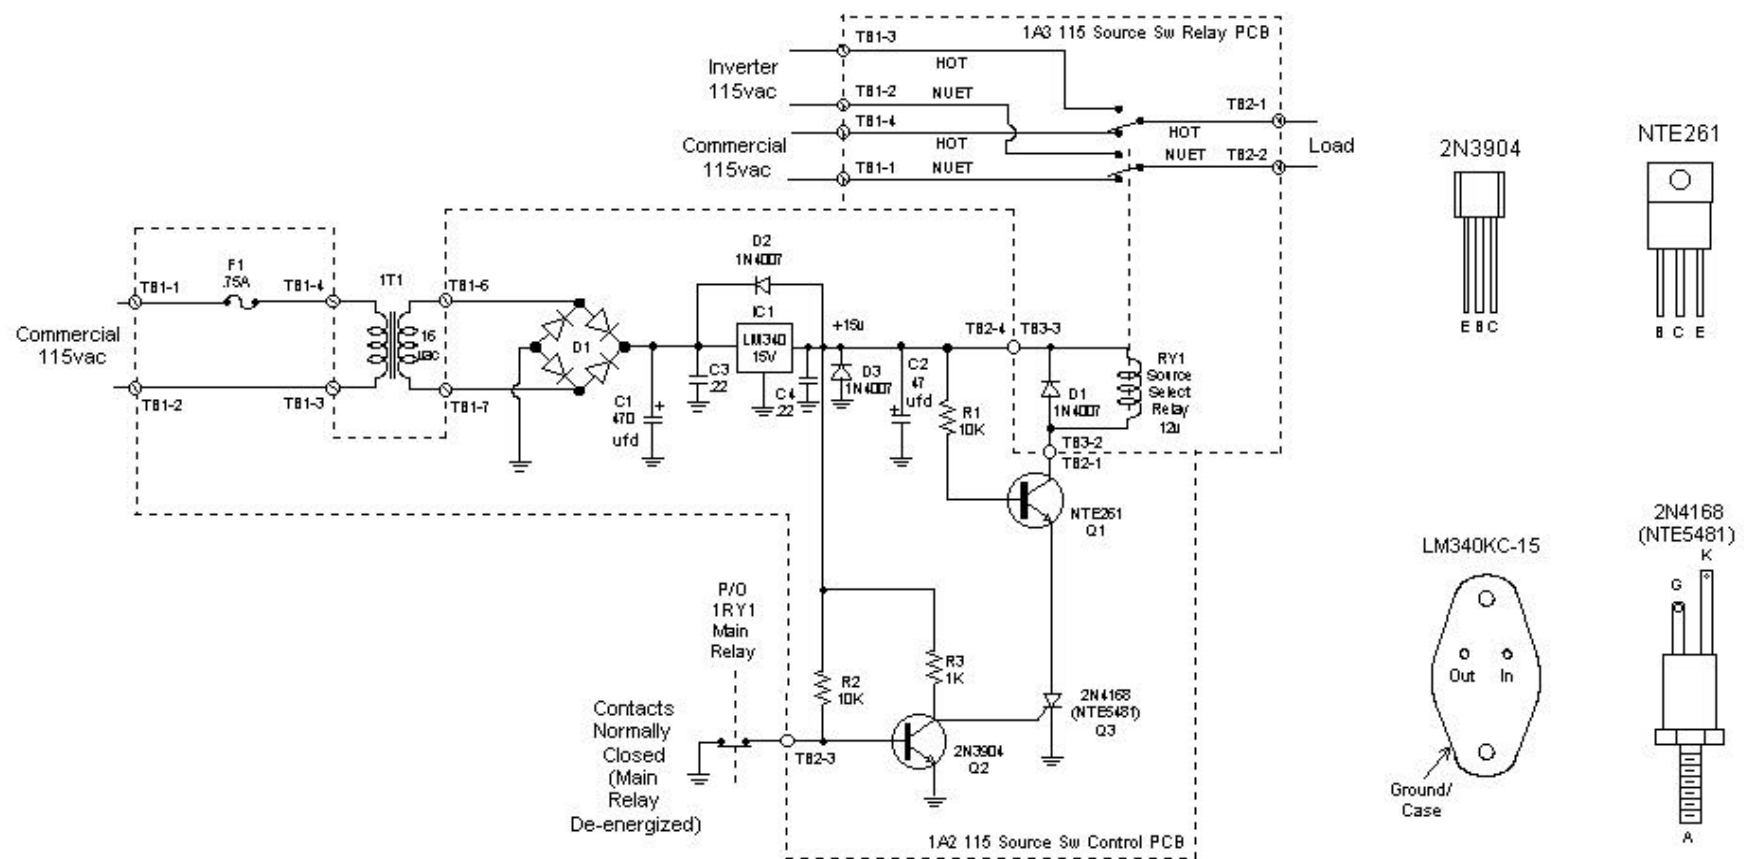 1A3 115 Source Sw Relay PCB
TB1-3
HOT
Inverter
115vac
TB1-2
NUET
TB1-4
HOT
Commercial
115vac
TB1-1
NUET
TB2-1
HOT
NUET
TB2-2
Load
2N3904
E B C
NTE261
B C E
Commercial
115vac
TB1-1
F1
.75A
TB1-4
1T1
TB1-6
16
TB1-2
TB1-3
TB1-7
D1
D2
1N4007
IC1
LM340
15V
+15v
C1
470
ufd
+
C3
.22
C4
.22
D3
1N4007
C2
47
ufd
+
R1
10K
TB2-4
TB3-3
D1
1N4007
RY1
Source
Select
Relay
12v
TB3-2
TB2-1
NTE261
Q1
P/O
1RY1
Main
Relay
Contacts
Normally
Closed
(Main
Relay
De-energized)
TB2-3
R2
10K
R3
1K
2N3904
Q2
2N4168
(NTE5481)
Q3
1A2 115 Source Sw Control PCB
LM340KC-15
Out In
Ground/
Case
2N4168
(NTE5481)
K
G
A